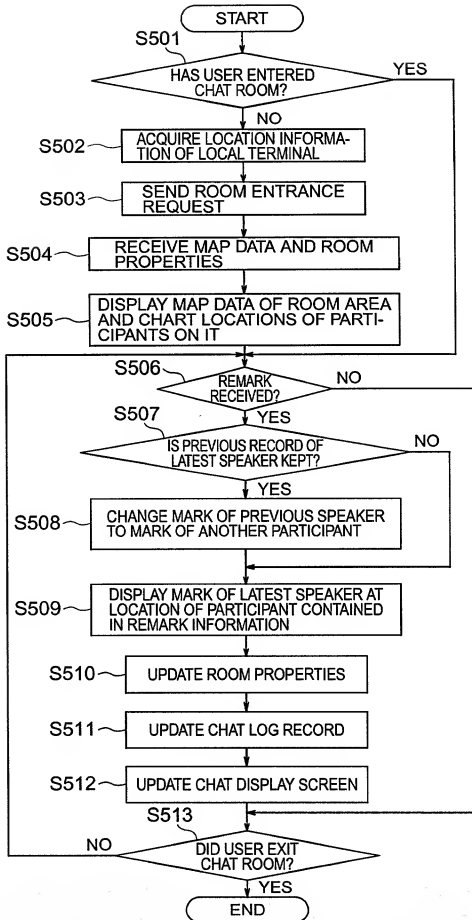 START
S501
HAS USER ENTERED
CHAT ROOM?
YES
NO
S502
ACQUIRE LOCATION INFORMA-
TION OF LOCAL TERMINAL
S503
SEND ROOM ENTRANCE
REQUEST
S504
RECEIVE MAP DATA AND ROOM
PROPERTIES
S505
DISPLAY MAP DATA OF ROOM AREA
AND CHART LOCATIONS OF PARTI-
CIPANTS ON IT
S506
REMARK
RECEIVED?
NO
YES
S507
IS PREVIOUS RECORD OF
LATEST SPEAKER KEPT?
NO
YES
S508
CHANGE MARK OF PREVIOUS SPEAKER
TO MARK OF ANOTHER PARTICIPANT
S509
DISPLAY MARK OF LATEST SPEAKER AT
LOCATION OF PARTICIPANT CONTAINED
IN REMARK INFORMATION
S510
UPDATE ROOM PROPERTIES
S511
UPDATE CHAT LOG RECORD
S512
UPDATE CHAT DISPLAY SCREEN
S513
DID USER EXIT
CHAT ROOM?
NO
YES
END